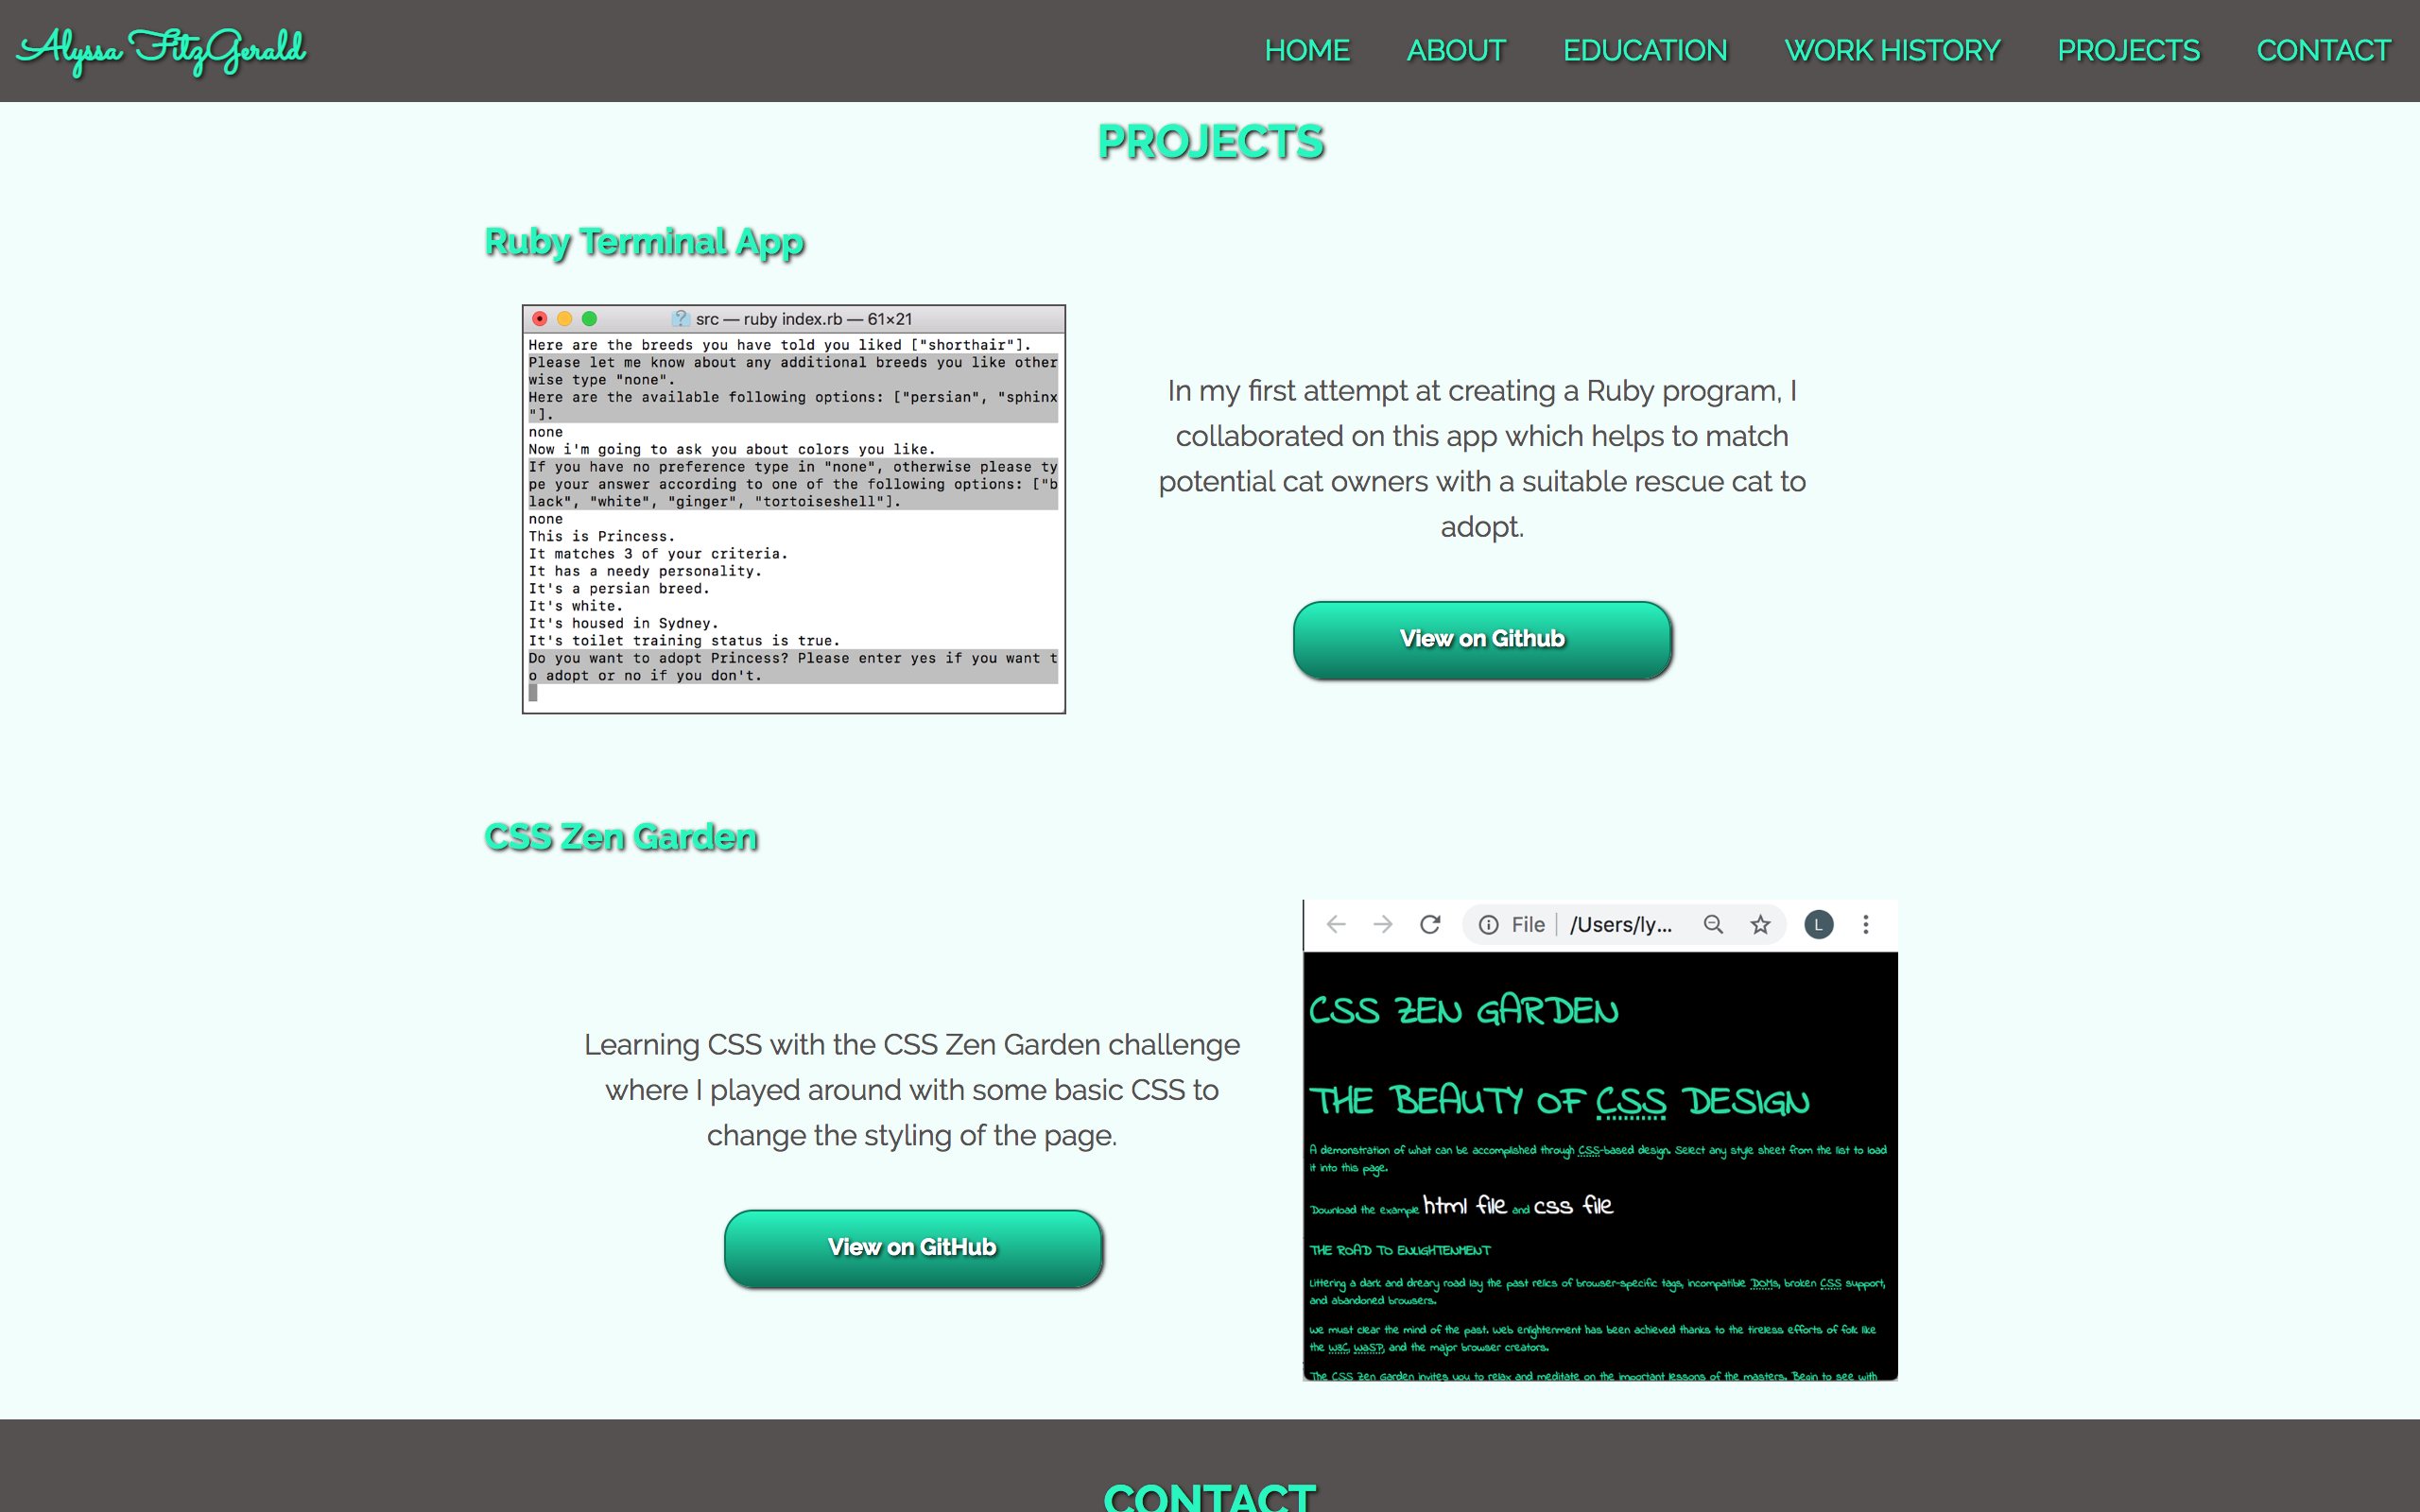 Alyssa FitzGerald
HOME ABOUT EDUCATION WORK HISTORY PROJECTS CONTACT
PROJECTS
Ruby Terminal App
src — ruby index.rb — 61×21
Here are the breeds you have told you liked ["shorthair"].
Please let me know about any additional breeds you like other
wise type "none".
Here are the available following options: ["persian", "sphinx
"].
none
Now i'm going to ask you about colors you like.
If you have no preference type in "none", otherwise please ty
pe your answer according to one of the following options: ["b
lack", "white", "ginger", "tortoiseshell"].
none
This is Princess.
It matches 3 of your criteria.
It has a needy personality.
It's a persian breed.
It's white.
It's housed in Sydney.
It's toilet training status is true.
Do you want to adopt Princess? Please enter yes if you want t
o adopt or no if you don't.
In my first attempt at creating a Ruby program, I
collaborated on this app which helps to match
potential cat owners with a suitable rescue cat to
adopt.
View on Github
CSS Zen Garden
Learning CSS with the CSS Zen Garden challenge
where I played around with some basic CSS to
change the styling of the page.
View on GitHub
File /Users/ly... L
CSS ZEN GARDEN
THE BEAUTY OF CSS DESIGN
A demonstration of what can be accomplished through CSS-based design. Select any style sheet from the list to load
it into this page.
Download the example html file and css file
THE ROAD TO ENLIGHTENMENT
Littering a dark and dreary road lay the past relics of browser-specific tags, incompatible DOMs, broken CSS support,
and abandoned browsers.
We must clear the mind of the past. Web enlightenment has been achieved thanks to the tireless efforts of folk like
the W3C, WaSP, and the major browser creators.
The CSS Zen Garden invites you to relax and meditate on the important lessons of the masters. Begin to see with
CONTACT